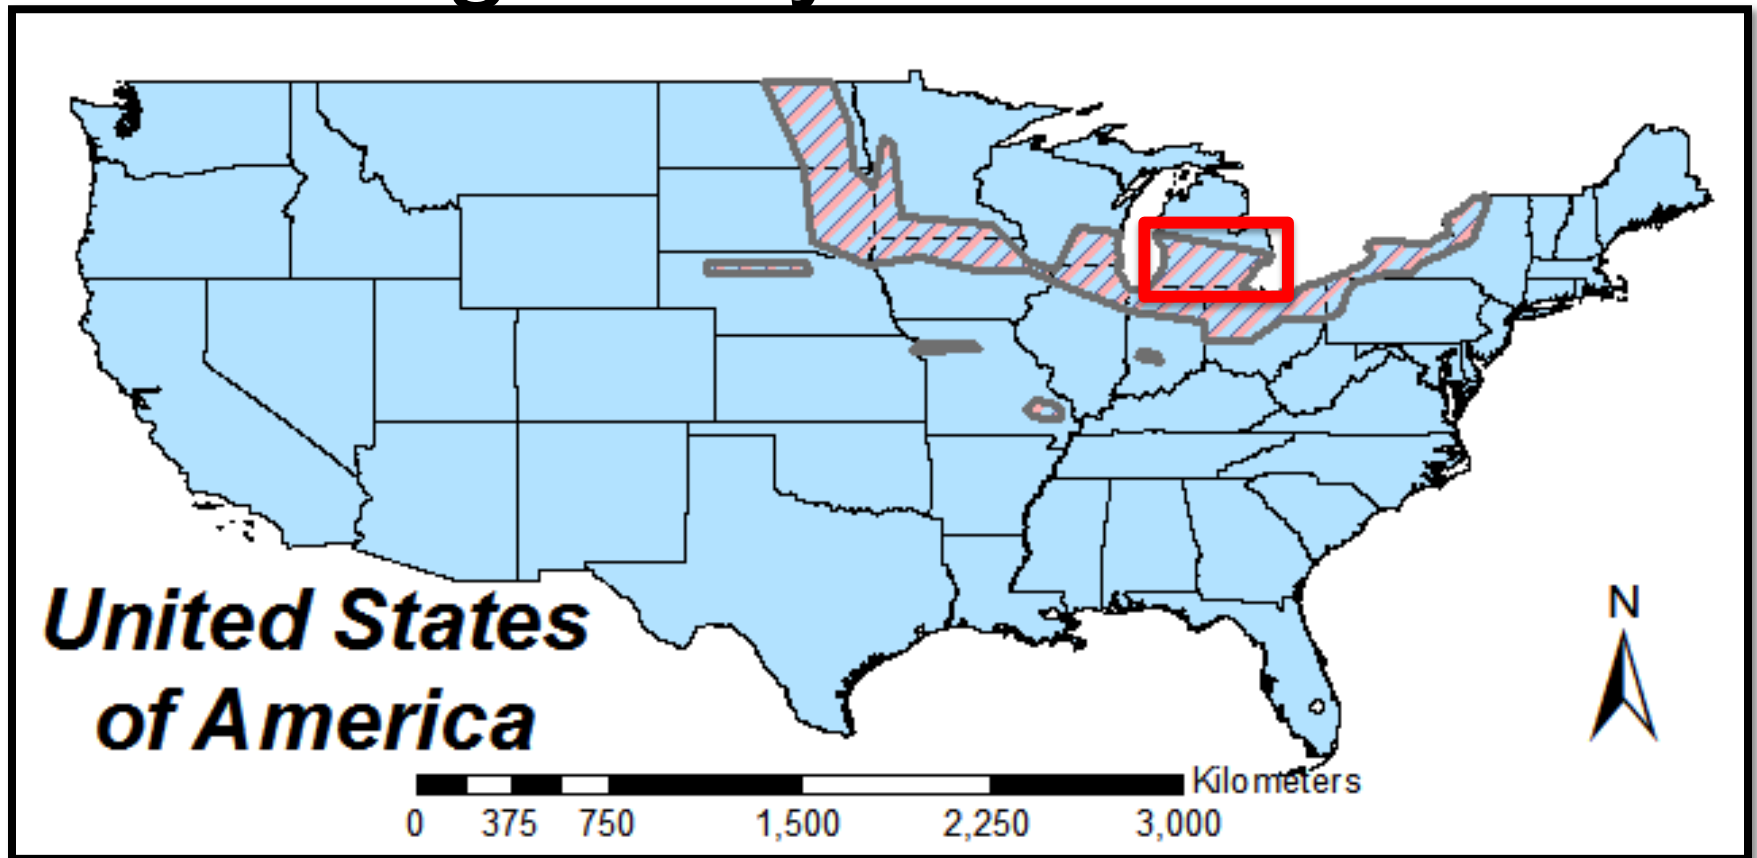 United States
of America
N
Kilometers
0 375 750 1,500 2,250 3,000